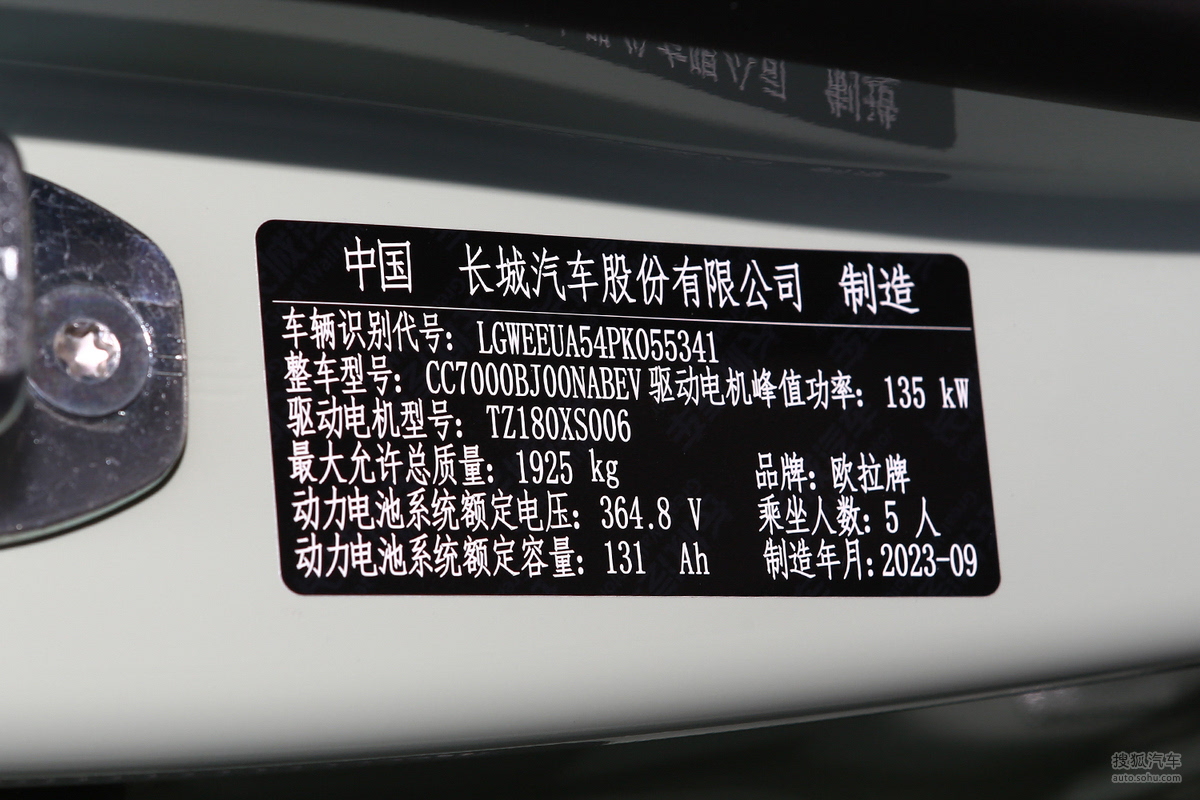 中国 长城汽车股份有限公司 制造
车辆识别代号: LGWEEUA54PK055341
整车型号: CC7000BJ00NABEV 驱动电机峰值功率: 135 kW
驱动电机型号: TZ180XS006
最大允许总质量: 1925 kg 品牌: 欧拉牌
动力电池系统额定电压: 364.8 V 乘坐人数: 5 人
动力电池系统额定容量: 131 Ah 制造年月: 2023-09
搜狐汽车
auto.sohu.com